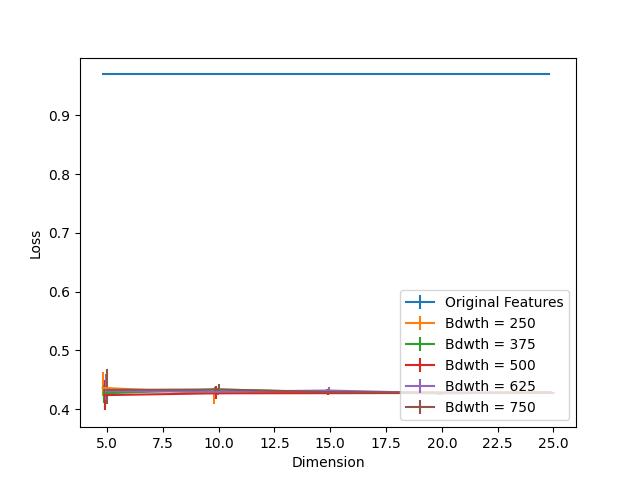 0.9
0.8
0.7
0.6
0.5
0.4
Loss
5.0 7.5 10.0 12.5 15.0 17.5 20.0 22.5 25.0
Dimension
Original Features
Bdwth = 250
Bdwth = 375
Bdwth = 500
Bdwth = 625
Bdwth = 750